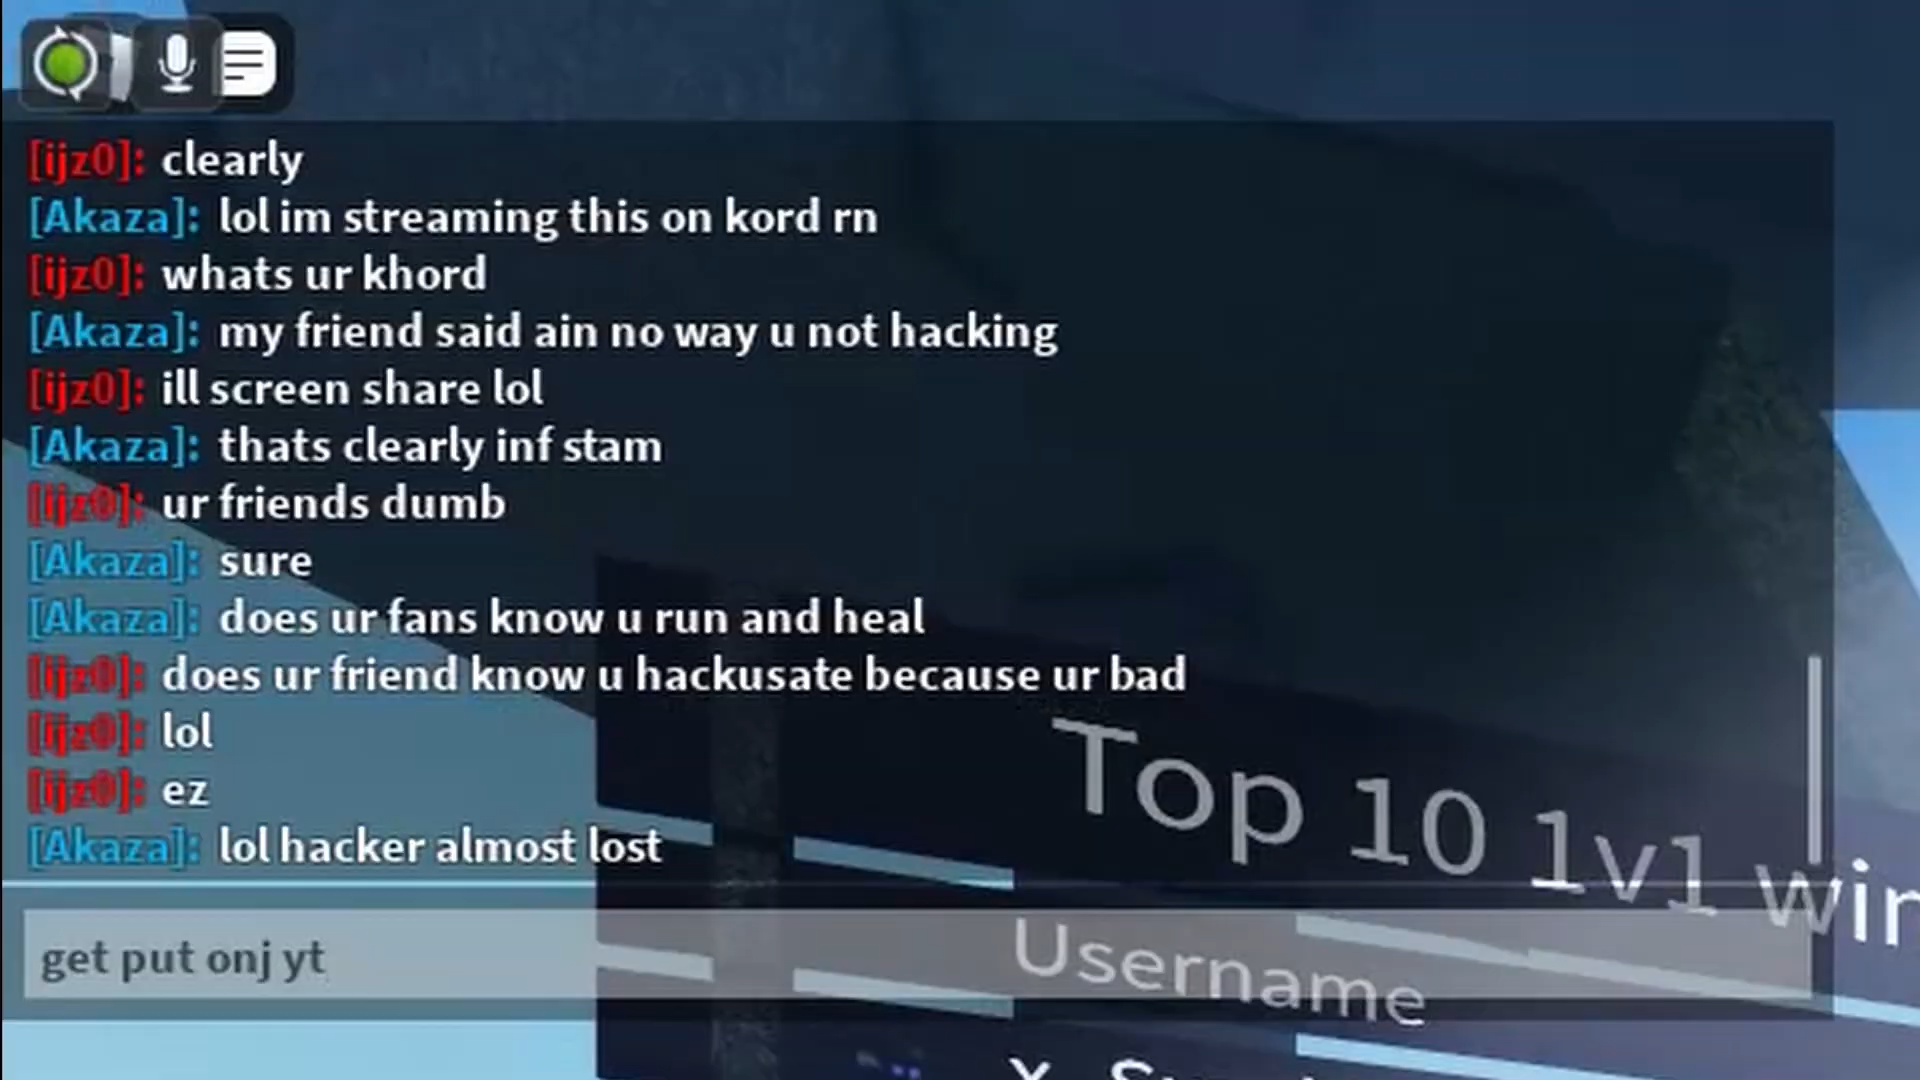 [ijz0]: clearly
[Akaza]: lol im streaming this on kord rn
[ijz0]: whats ur khord
[Akaza]: my friend said ain no way u not hacking
[ijz0]: ill screen share lol
[Akaza]: thats clearly inf stam
[ijz0]: ur friends dumb
[Akaza]: sure
[Akaza]: does ur fans know u run and heal
[ijz0]: does ur friend know u hackusate because ur bad
[ijz0]: lol
[ijz0]: ez
[Akaza]: lol hacker almost lost
get put onj yt
Top 10 1v1 win
Username